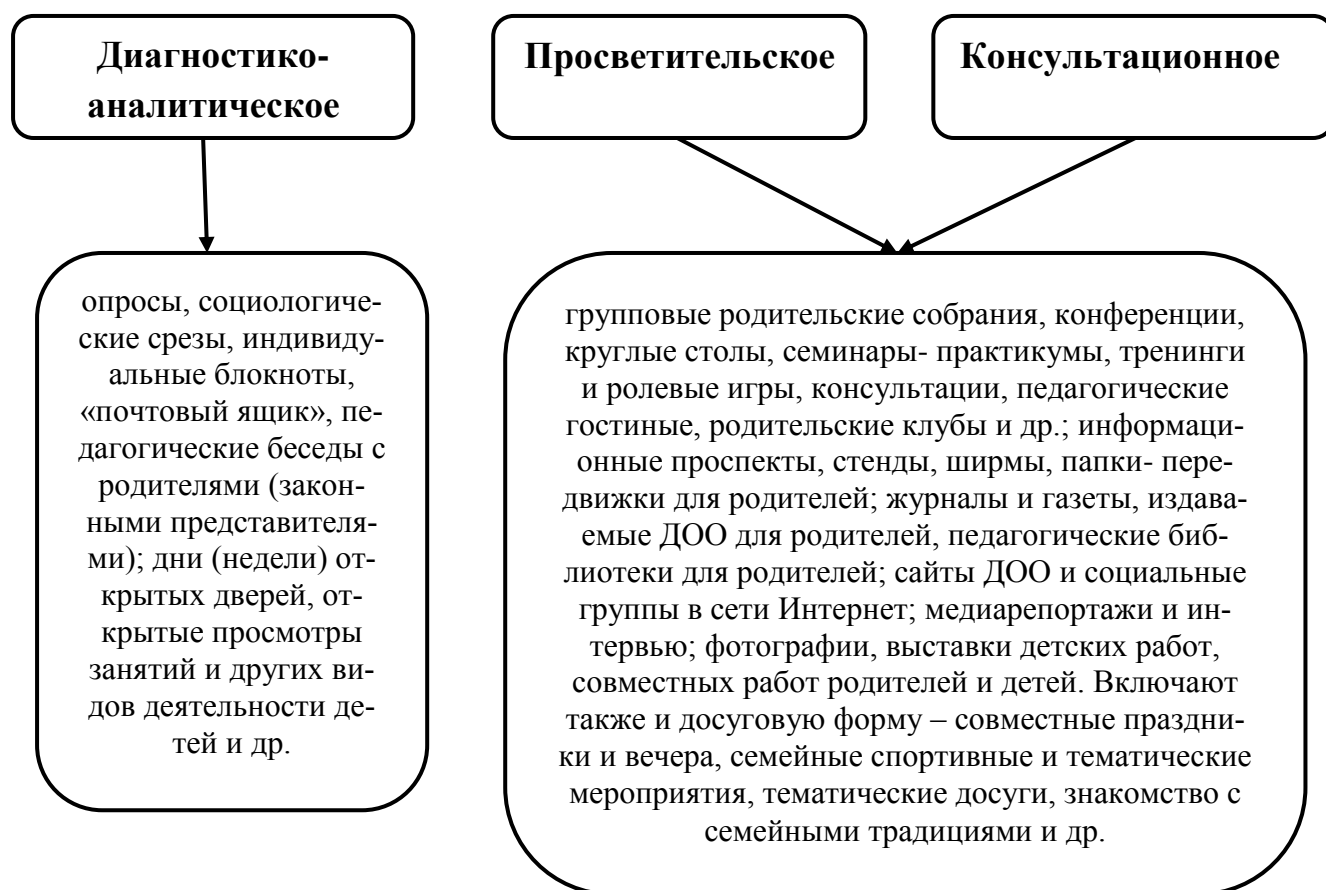 Диагностико-
аналитическое
Просветительское
Консультационное
опросы, социологиче-
ские срезы, индивиду-
альные блокноты,
«почтовый ящик», пе-
дагогические беседы с
родителями (закон-
ными представителя-
ми); дни (недели) от-
крытых дверей, от-
крытые просмотры
занятий и других ви-
дов деятельности де-
тей и др.
групповые родительские собрания, конференции,
круглые столы, семинары- практикумы, тренинги
и ролевые игры, консультации, педагогические
гостиные, родительские клубы и др.; информаци-
онные проспекты, стенды, ширмы, папки- пере-
движки для родителей; журналы и газеты, издава-
емые ДОО для родителей, педагогические биб-
лиотеки для родителей; сайты ДОО и социальные
группы в сети Интернет; медиарепортажи и ин-
тервью; фотографии, выставки детских работ,
совместных работ родителей и детей. Включают
также и досуговую форму – совместные праздни-
ки и вечера, семейные спортивные и тематические
мероприятия, тематические досуги, знакомство с
семейными традициями и др.